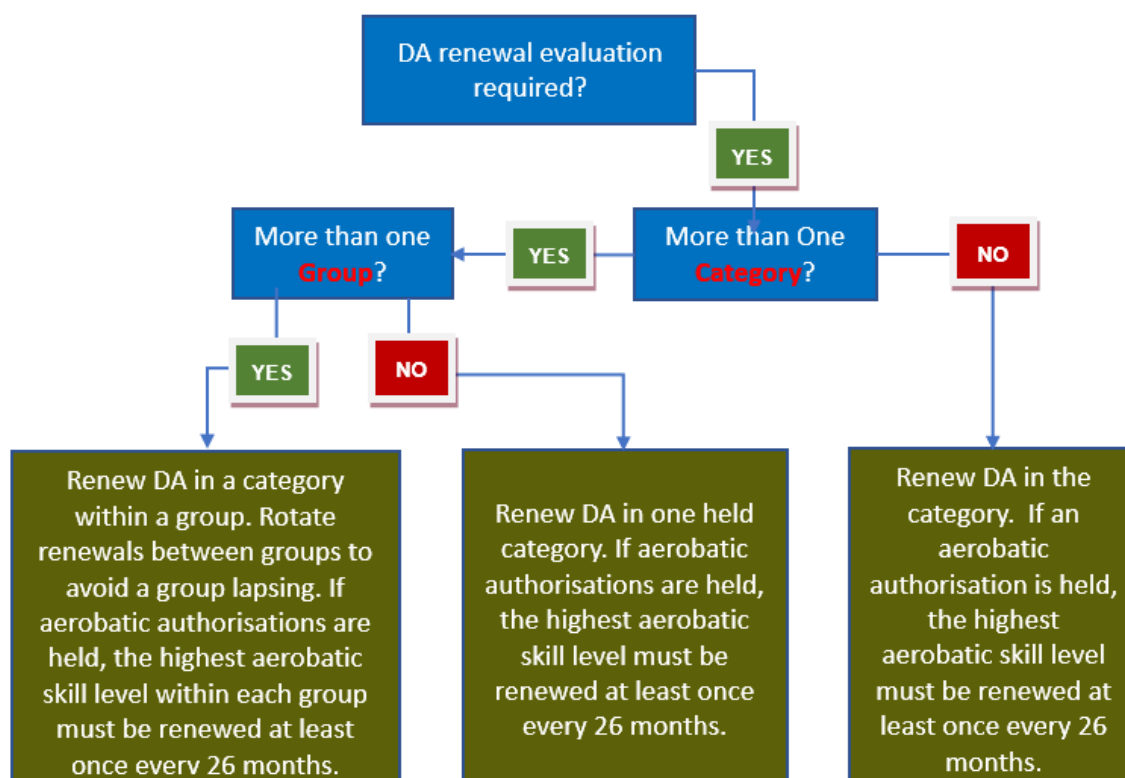 DA renewal evaluation
required?
YES
More than one
Group?
YES
More than One
Category?
NO
YES
NO
Renew DA in a category
within a group. Rotate
renewals between groups to
avoid a group lapsing. If
aerobatic authorisations are
held, the highest aerobatic
skill level within each group
must be renewed at least
once every 26 months.
Renew DA in one held
category. If aerobatic
authorisations are held,
the highest aerobatic
skill level must be
renewed at least once
every 26 months.
Renew DA in the
category. If an
aerobatic
authorisation is held,
the highest
aerobatic skill level
must be renewed at
least once every 26
months.